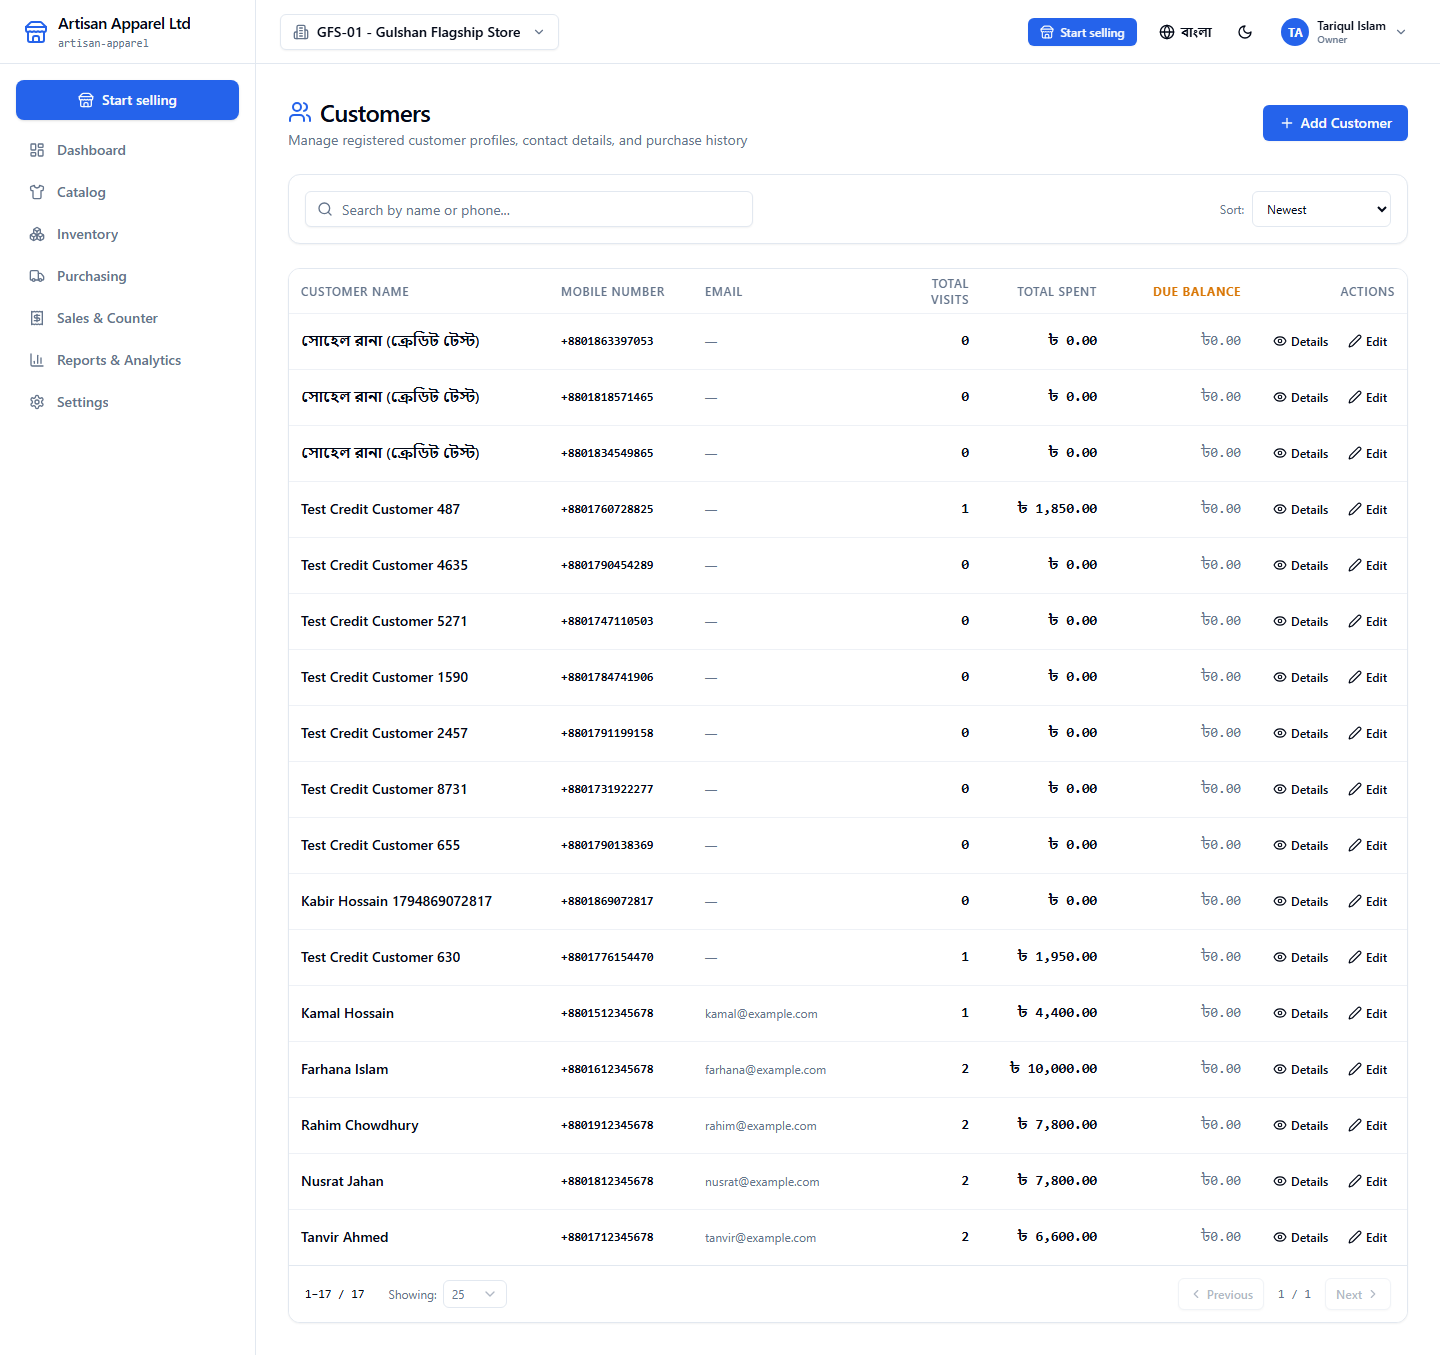 Artisan Apparel Ltd
artisan-apparel
GFS-01 - Gulshan Flagship Store
Start selling
বাংলা
TA
Tariqul Islam
Owner
Start selling
Dashboard
Catalog
Inventory
Purchasing
Sales & Counter
Reports & Analytics
Settings
Customers
Manage registered customer profiles, contact details, and purchase history
Add Customer
Search by name or phone...
Sort: Newest
CUSTOMER NAME MOBILE NUMBER EMAIL TOTAL VISITS TOTAL SPENT DUE BALANCE ACTIONS
সোহেল রানা (ক্রেডিট টেস্ট) +8801863397053 — 0 ৳ 0.00 ৳0.00 Details Edit
সোহেল রানা (ক্রেডিট টেস্ট) +8801818571465 — 0 ৳ 0.00 ৳0.00 Details Edit
সোহেল রানা (ক্রেডিট টেস্ট) +8801834549865 — 0 ৳ 0.00 ৳0.00 Details Edit
Test Credit Customer 487 +8801760728825 — 1 ৳ 1,850.00 ৳0.00 Details Edit
Test Credit Customer 4635 +8801790454289 — 0 ৳ 0.00 ৳0.00 Details Edit
Test Credit Customer 5271 +8801747110503 — 0 ৳ 0.00 ৳0.00 Details Edit
Test Credit Customer 1590 +8801784741906 — 0 ৳ 0.00 ৳0.00 Details Edit
Test Credit Customer 2457 +8801791199158 — 0 ৳ 0.00 ৳0.00 Details Edit
Test Credit Customer 8731 +8801731922277 — 0 ৳ 0.00 ৳0.00 Details Edit
Test Credit Customer 655 +8801790138369 — 0 ৳ 0.00 ৳0.00 Details Edit
Kabir Hossain 1794869072817 +8801869072817 — 0 ৳ 0.00 ৳0.00 Details Edit
Test Credit Customer 630 +8801776154470 — 1 ৳ 1,950.00 ৳0.00 Details Edit
Kamal Hossain +8801512345678 kamal@example.com 1 ৳ 4,400.00 ৳0.00 Details Edit
Farhana Islam +8801612345678 farhana@example.com 2 ৳ 10,000.00 ৳0.00 Details Edit
Rahim Chowdhury +8801912345678 rahim@example.com 2 ৳ 7,800.00 ৳0.00 Details Edit
Nusrat Jahan +8801812345678 nusrat@example.com 2 ৳ 7,800.00 ৳0.00 Details Edit
Tanvir Ahmed +8801712345678 tanvir@example.com 2 ৳ 6,600.00 ৳0.00 Details Edit
1–17 / 17 Showing: 25 Previous 1 / 1 Next